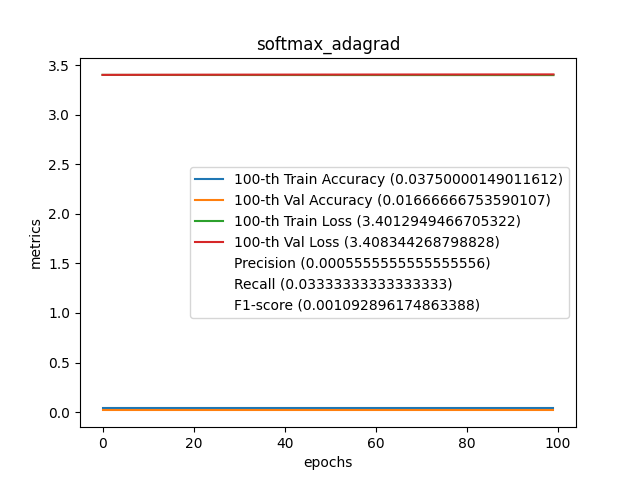 softmax_adagrad
3.5
3.0
2.5
2.0
1.5
1.0
0.5
0.0
metrics
100-th Train Accuracy (0.03750000149011612)
100-th Val Accuracy (0.01666666753590107)
100-th Train Loss (3.4012949466705322)
100-th Val Loss (3.408344268798828)
Precision (0.0005555555555555556)
Recall (0.03333333333333333)
F1-score (0.001092896174863388)
0 20 40 60 80 100
epochs